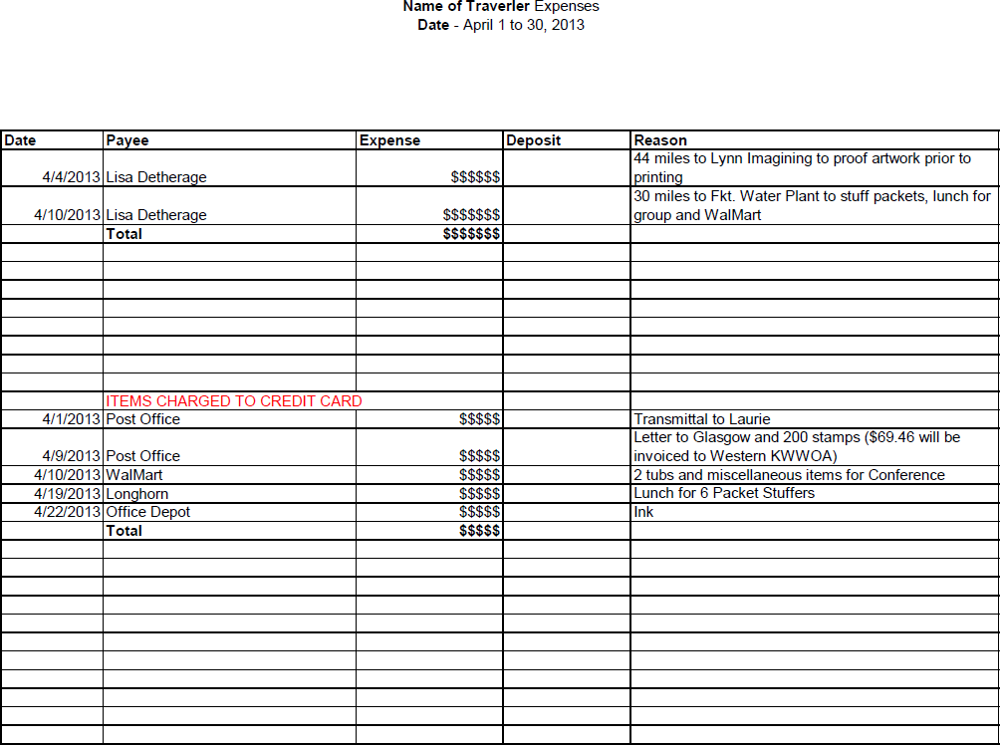 Name of Traverler Expenses
Date - April 1 to 30, 2013
Date Payee Expense Deposit Reason
44 miles to Lynn Imagining to proof artwork prior to
4/4/2013 Lisa Detherage $$$$$$ printing
30 miles to Fkt. Water Plant to stuff packets, lunch for
4/10/2013 Lisa Detherage $$$$$$$ group and WalMart
Total $$$$$$$
ITEMS CHARGED TO CREDIT CARD
4/1/2013 Post Office $$$$$ Transmittal to Laurie
Letter to Glasgow and 200 stamps ($69.46 will be
4/9/2013 Post Office $$$$$ invoiced to Western KWWOA)
4/10/2013 WalMart $$$$$ 2 tubs and miscellaneous items for Conference
4/19/2013 Longhorn $$$$$ Lunch for 6 Packet Stuffers
4/22/2013 Office Depot $$$$$ Ink
Total $$$$$